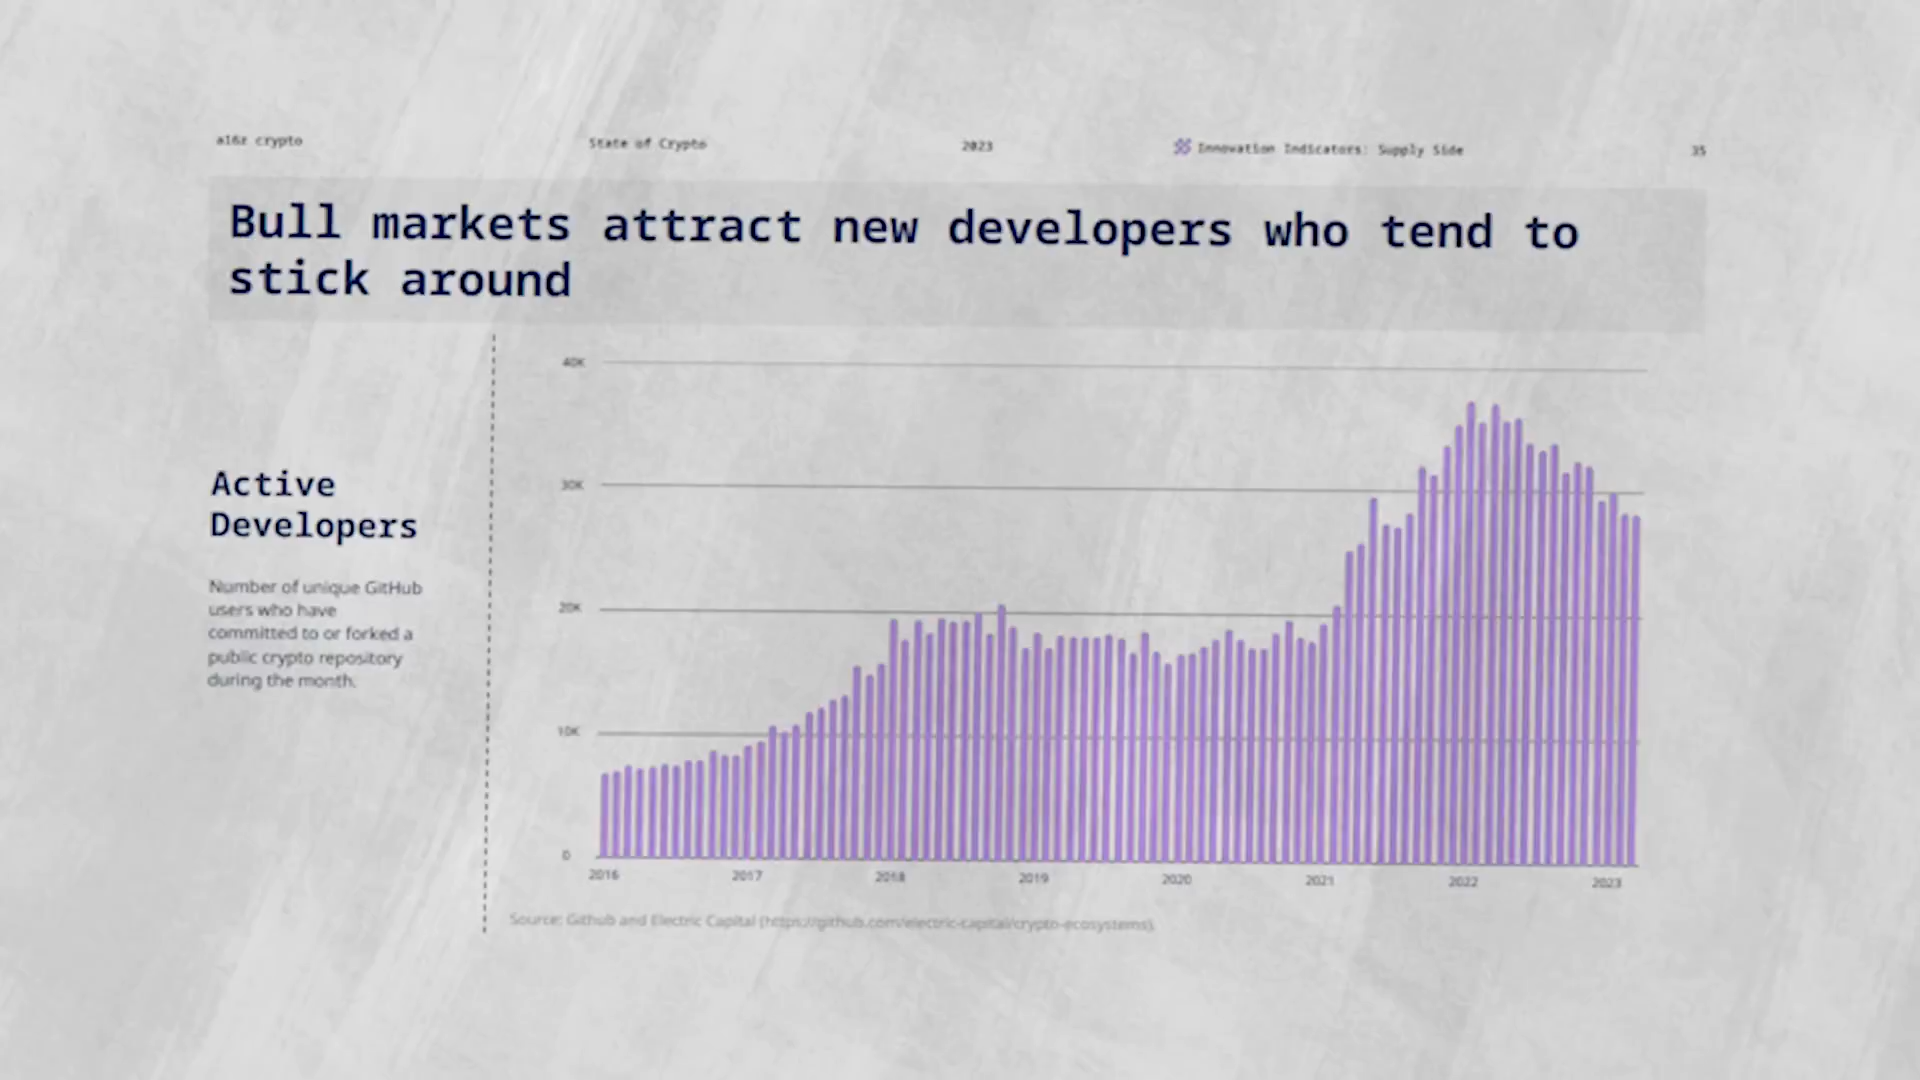 a16z crypto
State of Crypto
2023
Innovation Indicators: Supply Side
35
Bull markets attract new developers who tend to
stick around
Active
Developers
Number of unique GitHub
users who have
committed to or forked a
public crypto repository
during the month.
40K
30K
20K
10K
0
2016
2017
2018
2019
2020
2021
2022
2023
Source: Github and Electric Capital (https://github.com/electric-capital/crypto-ecosystems).